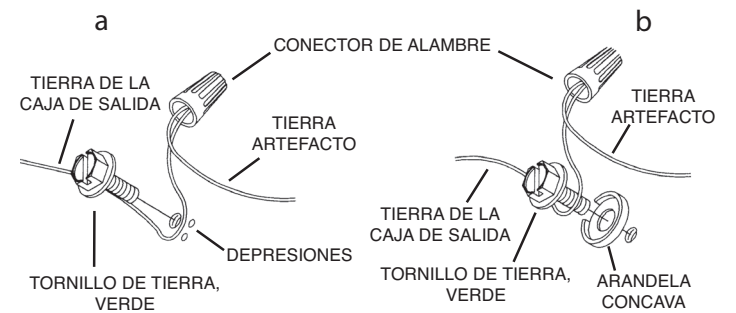 a
b
CONECTOR DE ALAMBRE
TIERRA DE LA
CAJA DE SALIDA
TIERRA
ARTEFACTO
DEPRESIONES
TORNILLO DE TIERRA,
VERDE
TIERRA
ARTEFACTO
TIERRA DE LA
CAJA DE SALIDA
TORNILLO DE TIERRA,
VERDE
ARANDELA
CONCAVA